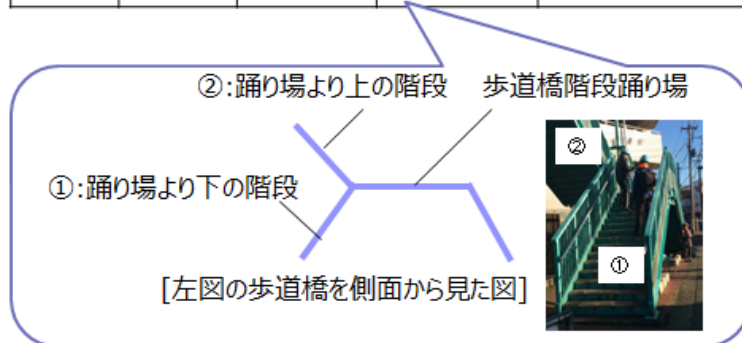 ②:踊り場より上の階段
歩道橋階段踊り場
①:踊り場より下の階段
[左図の歩道橋を側面から見た図]
②
①